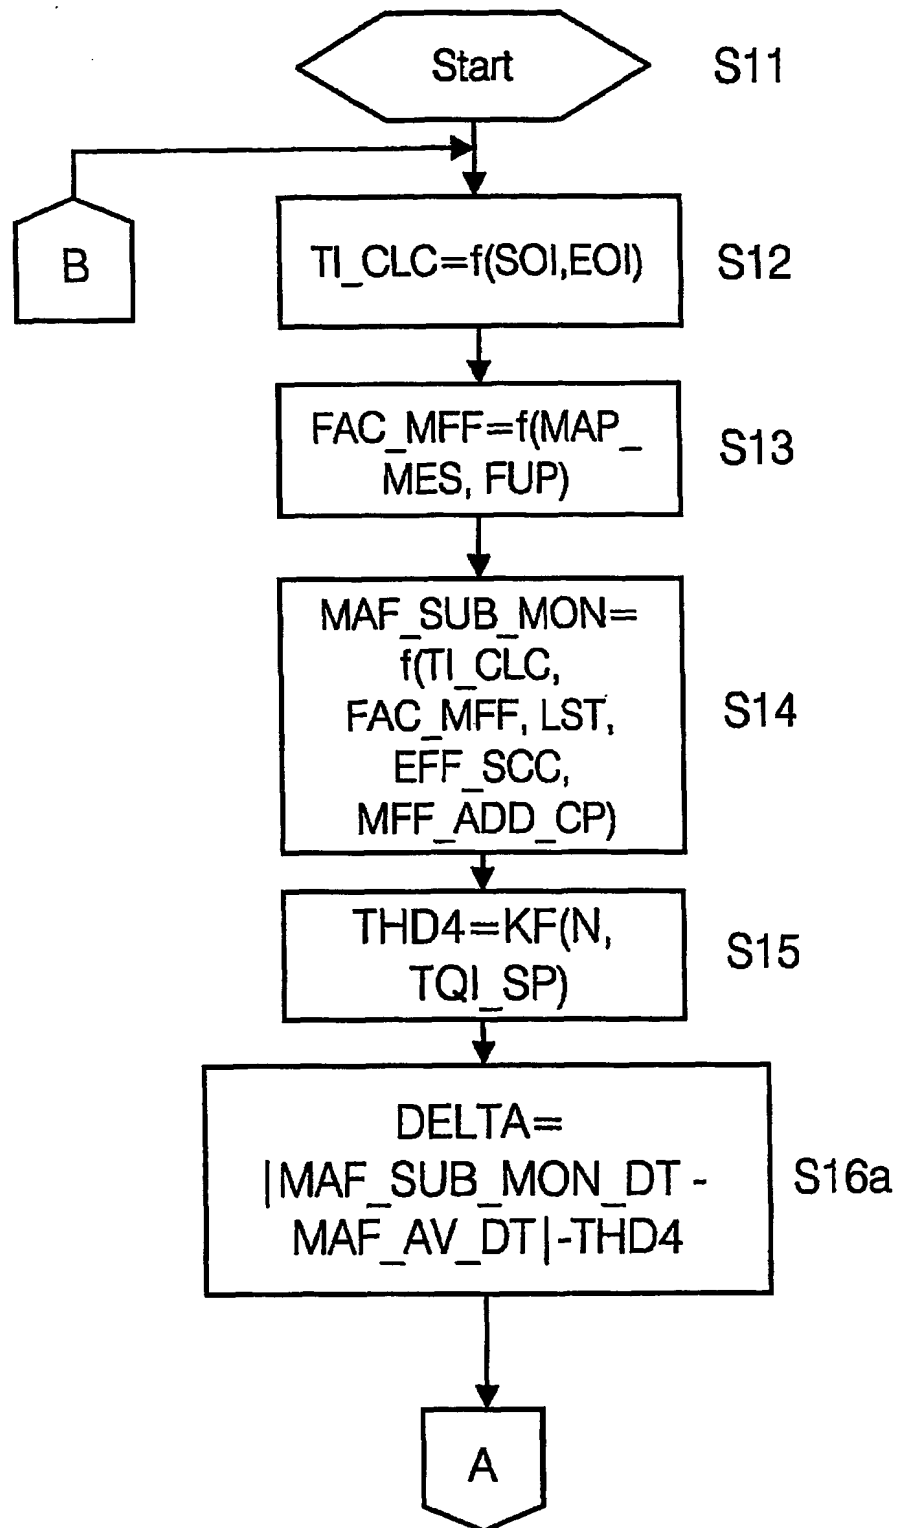 Start S11
B
TI_CLC=f(SOI,EOI) S12
FAC_MFF=f(MAP_
MES, FUP) S13
MAF_SUB_MON=
f(TI_CLC,
FAC_MFF, LST, S14
EFF_SCC,
MFF_ADD_CP)
THD4=KF(N, S15
TQI_SP)
DELTA=
|MAF_SUB_MON_DT - S16a
MAF_AV_DT|-THD4
A